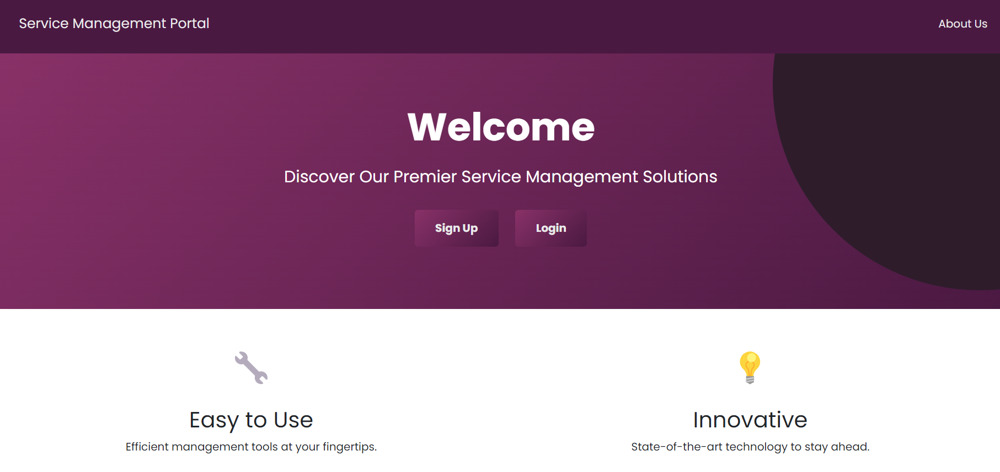 Service Management Portal
About Us
Welcome
Discover Our Premier Service Management Solutions
Sign Up
Login
Easy to Use
Efficient management tools at your fingertips.
Innovative
State-of-the-art technology to stay ahead.